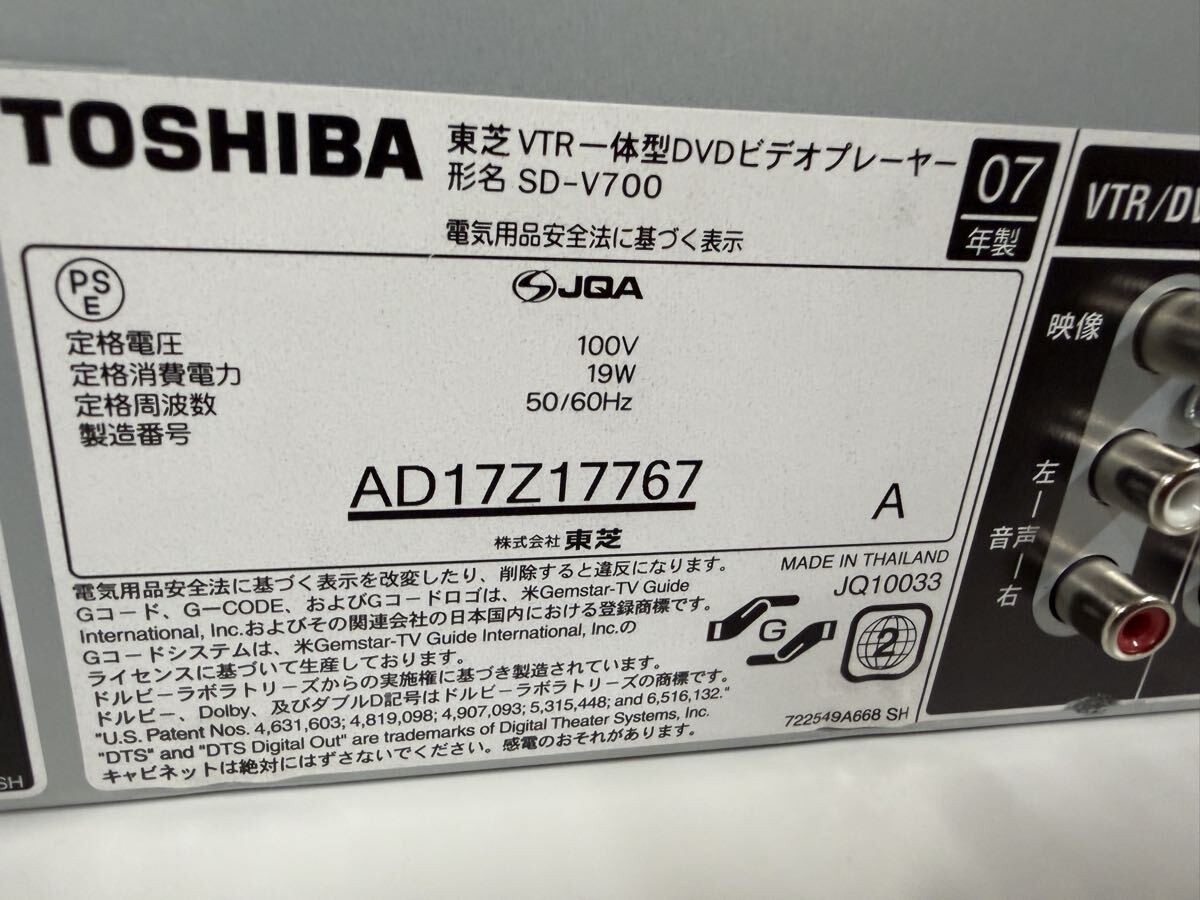 TOSHIBA
東芝 VTR一体型DVDビデオプレーヤー
形名 SD-V700
07
年製
電気用品安全法に基づく表示
PS
E
JQA
定格電圧 100V
定格消費電力 19W
定格周波数 50/60Hz
製造番号
AD17Z17767
A
株式会社 東芝
電気用品安全法に基づく表示を改変したり、削除すると違反になります。
Gコード、G-CODE、およびGコードロゴは、米Gemstar-TV Guide
International, Inc.およびその関連会社の日本国内における登録商標です。
Gコードシステムは、米Gemstar-TV Guide International, Inc.の
ライセンスに基づいて生産しております。
ドルビーラボラトリーズからの実施権に基づき製造されています。
ドルビー、Dolby、及びダブルD記号はドルビーラボラトリーズの商標です。
"U.S. Patent Nos. 4,631,603; 4,819,098; 4,907,093; 5,315,448; and 6,516,132."
"DTS" and "DTS Digital Out" are trademarks of Digital Theater Systems, Inc.
キャビネットは絶対にはずさないでください。感電のおそれがあります。
MADE IN THAILAND
JQ10033
G
2
722549A668 SH
VTR/DV
映像
左
音声
右
SH